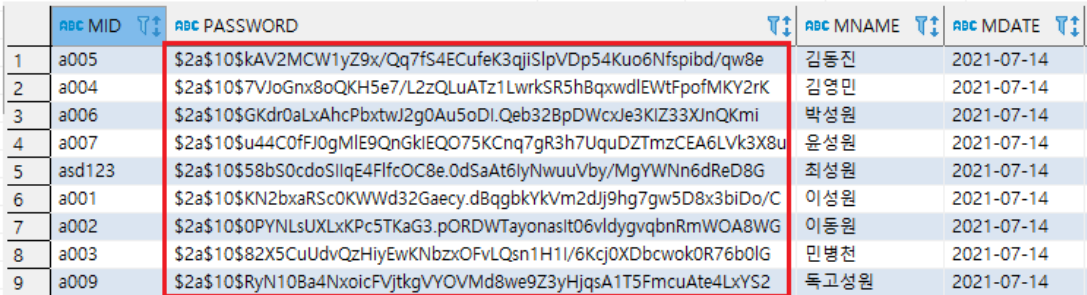 ABC MID ABC PASSWORD ABC MNAME ABC MDATE
1 a005 $2a$10$kAV2MCW1yZ9x/Qq7fS4ECufeK3qjiSlpVDp54Kuo6Nfspibd/qw8e 김동진 2021-07-14
2 a004 $2a$10$7VJoGnx8oQKH5e7/L2zQLuATz1LwrkSR5hBqxwdlEWtFpofMKY2rK 김영민 2021-07-14
3 a006 $2a$10$GKdr0aLxAhcPbxtwJ2g0Au5oDI.Qeb32BpDWcxJe3KIZ33XJnQKmi 박성원 2021-07-14
4 a007 $2a$10$u44C0fFJ0gMlE9QnGkIEQO75KCnq7gR3h7UquDZTmzCEA6LVk3X8u 윤성원 2021-07-14
5 asd123 $2a$10$58bS0cdoSIIqE4FlfcOC8e.0dSaAt6IyNwuuVby/MgYWNn6dReD8G 최성원 2021-07-14
6 a001 $2a$10$KN2bxaRSc0KWWd32Gaecy.dBqgbkYkVm2dJj9hg7gw5D8x3biDo/C 이성원 2021-07-14
7 a002 $2a$10$0PYNLsUXLxKPc5TKaG3.pORDWTayonasIt06vldygvqbnRmWOA8WG 이동원 2021-07-14
8 a003 $2a$10$82X5CuUdvQzHiyEwKNbzxOFvLQsn1H1I/6Kcj0XDbcwok0R76b0lG 민병천 2021-07-14
9 a009 $2a$10$RyN10Ba4NxoicFVjtkgVYOVMd8we9Z3yHjqsA1T5FmcuAte4LxYS2 독고성원 2021-07-14